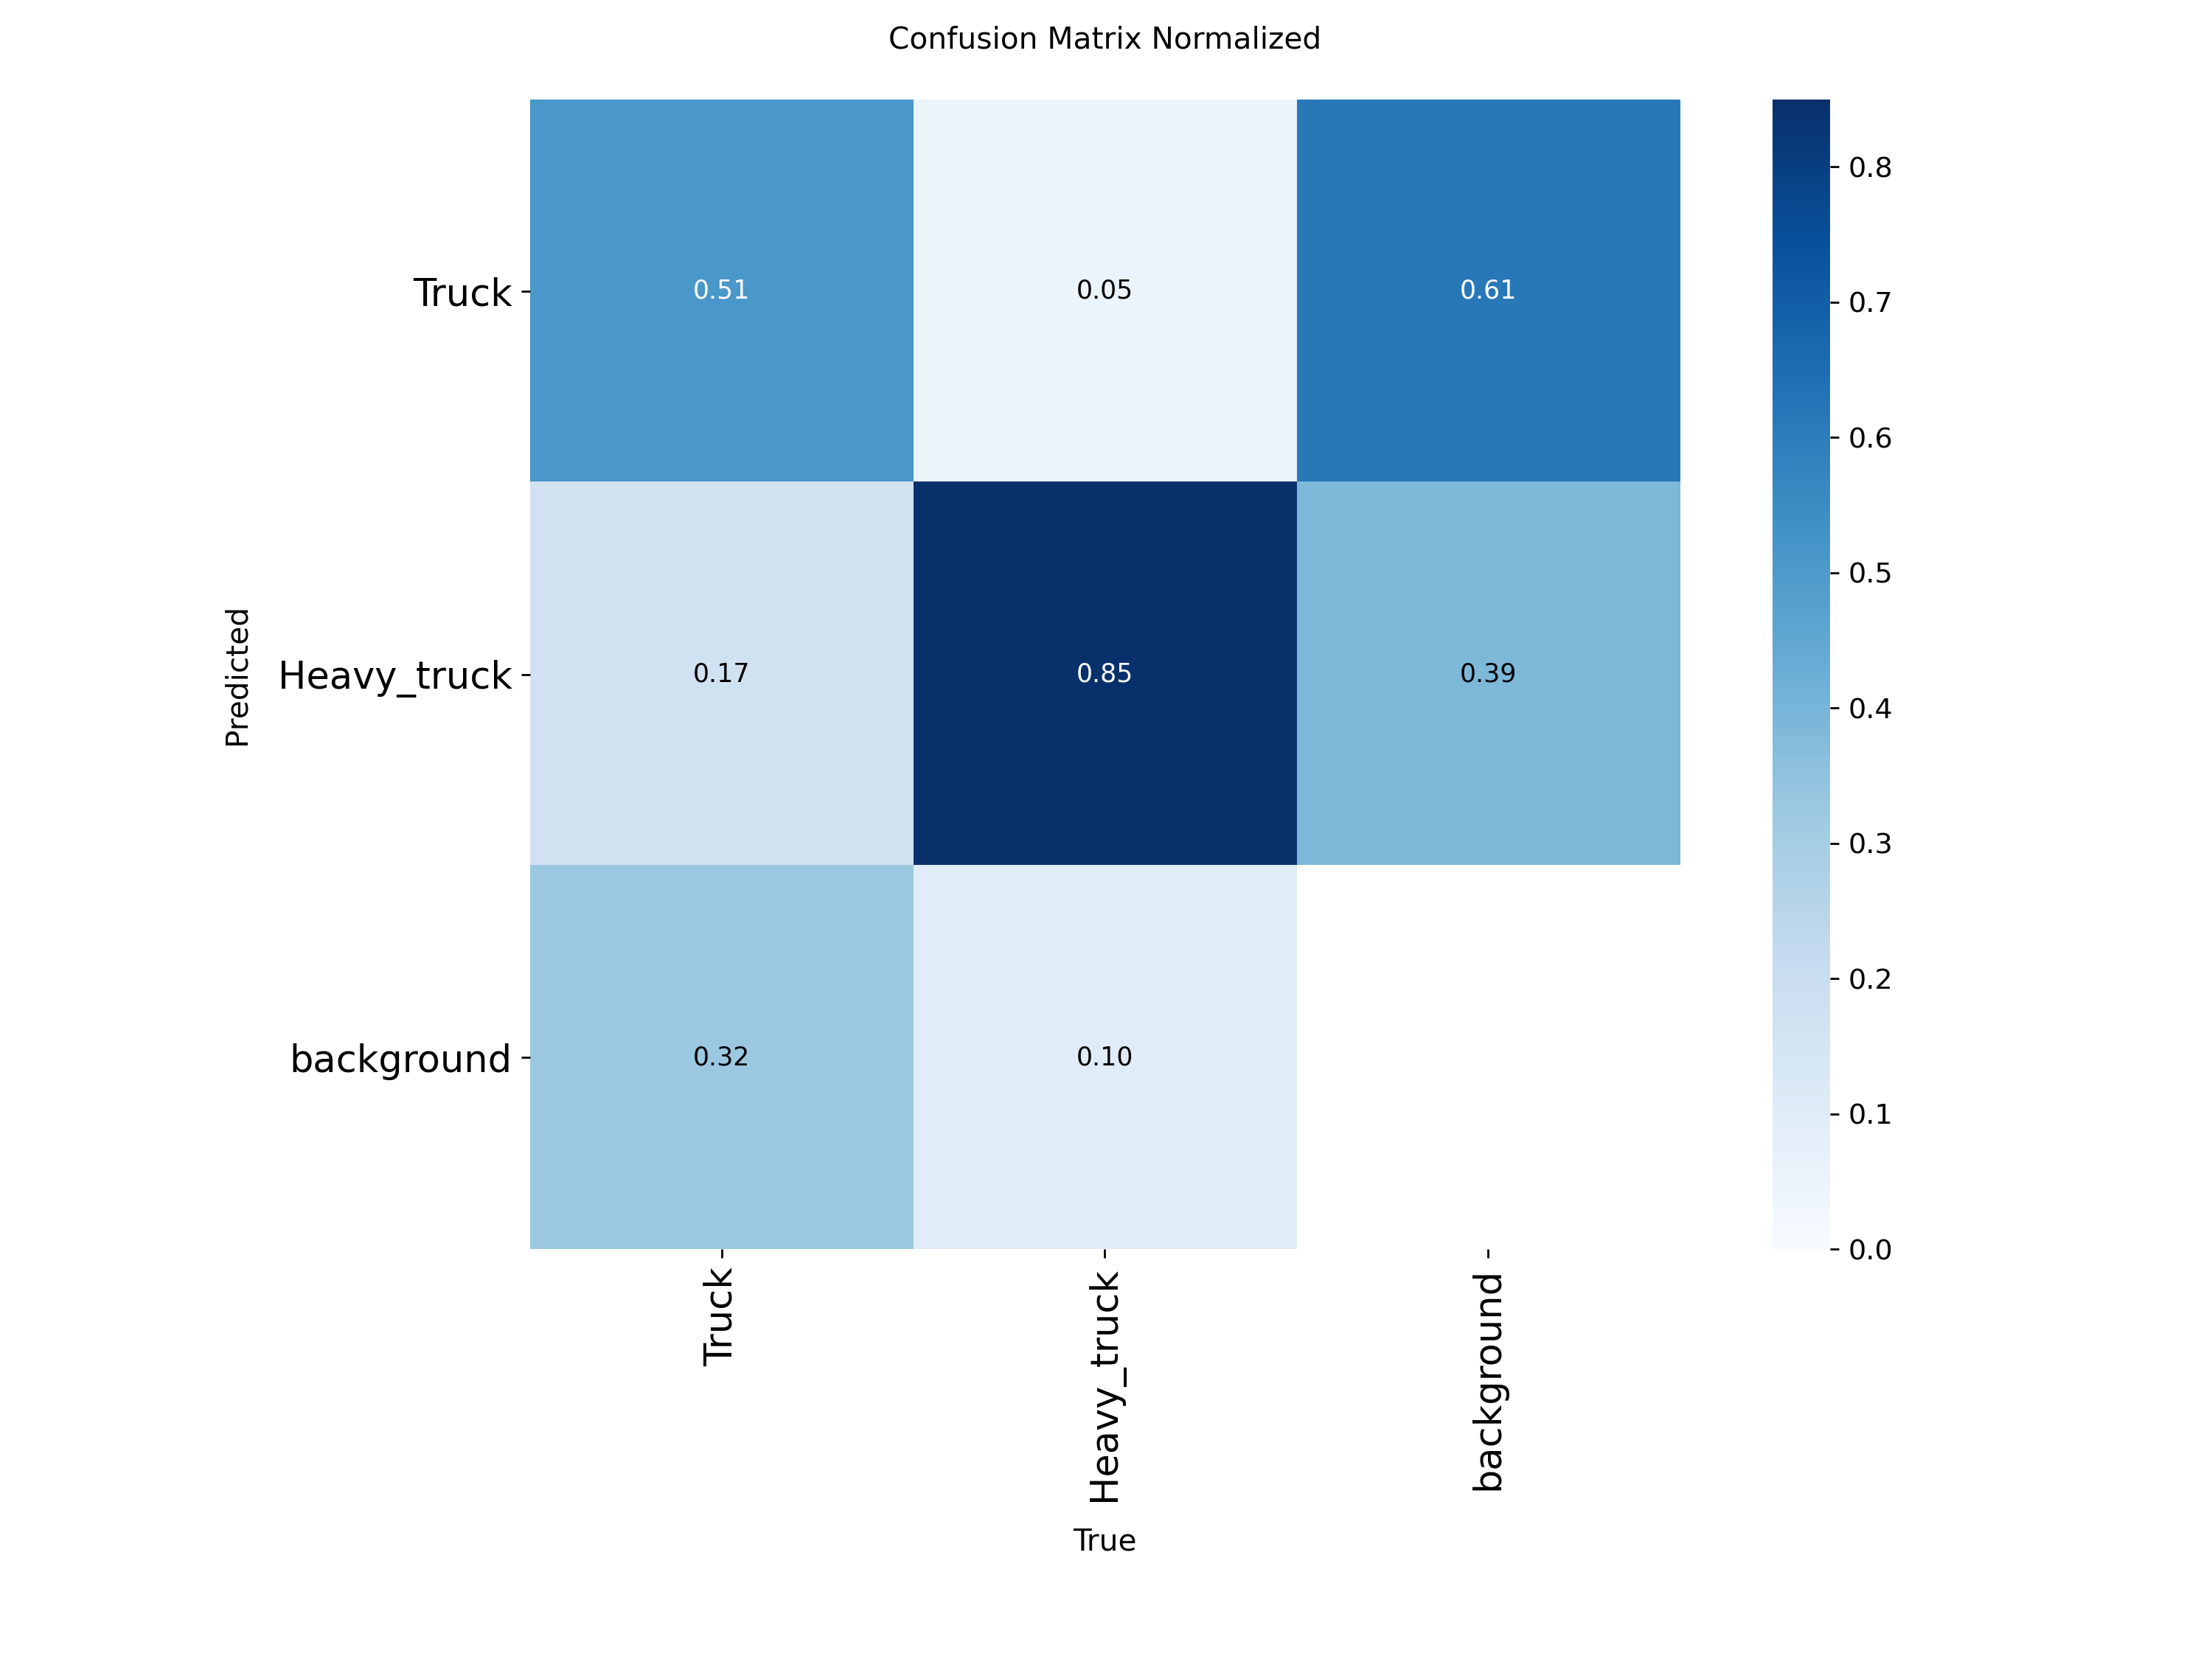 Confusion Matrix Normalized
Predicted
Truck
0.51
0.05
0.61
Heavy_truck
0.17
0.85
0.39
background
0.32
0.10
Truck
Heavy_truck
background
True
0.8
0.7
0.6
0.5
0.4
0.3
0.2
0.1
0.0